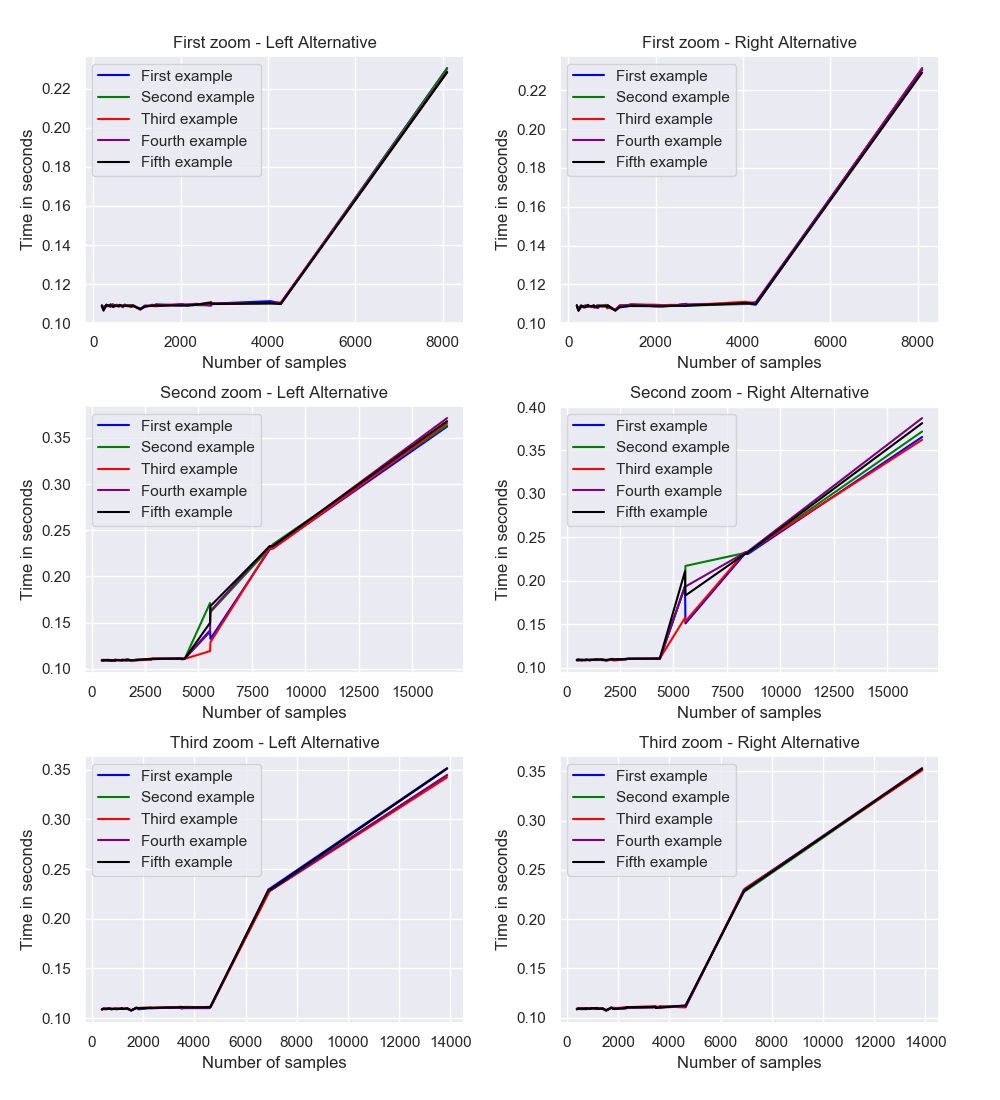 First zoom - Left Alternative
First example
Second example
Third example
Fourth example
Fifth example
Time in seconds
0.22
0.20
0.18
0.16
0.14
0.12
0.10
0
2000
4000
6000
8000
Number of samples
First zoom - Right Alternative
First example
Second example
Third example
Fourth example
Fifth example
Time in seconds
0.22
0.20
0.18
0.16
0.14
0.12
0.10
0
2000
4000
6000
8000
Number of samples
Second zoom - Left Alternative
First example
Second example
Third example
Fourth example
Fifth example
Time in seconds
0.35
0.30
0.25
0.20
0.15
0.10
0
2500
5000
7500
10000
12500
15000
Number of samples
Second zoom - Right Alternative
First example
Second example
Third example
Fourth example
Fifth example
Time in seconds
0.40
0.35
0.30
0.25
0.20
0.15
0.10
0
2500
5000
7500
10000
12500
15000
Number of samples
Third zoom - Left Alternative
First example
Second example
Third example
Fourth example
Fifth example
Time in seconds
0.35
0.30
0.25
0.20
0.15
0.10
0
2000
4000
6000
8000
10000
12000
14000
Number of samples
Third zoom - Right Alternative
First example
Second example
Third example
Fourth example
Fifth example
Time in seconds
0.35
0.30
0.25
0.20
0.15
0.10
0
2000
4000
6000
8000
10000
12000
14000
Number of samples